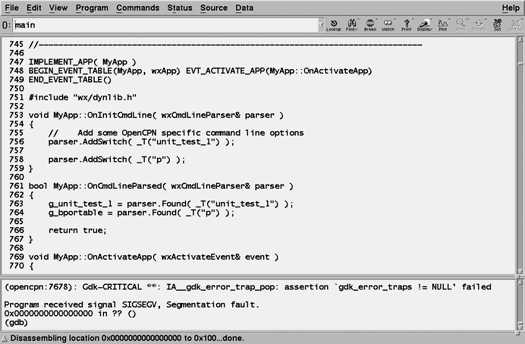 File Edit View Program Commands Status Source Data Help
(): main
Lookup Find» Break Watch Print Display Plot Set
745 //--------------------------------------------------------------------------------
746
747 IMPLEMENT_APP( MyApp )
748 BEGIN_EVENT_TABLE(MyApp, wxApp) EVT_ACTIVATE_APP(MyApp::OnActivateApp)
749 END_EVENT_TABLE()
750
751 #include "wx/dynlib.h"
752
753 void MyApp::OnInitCmdLine( wxCmdLineParser& parser )
754 {
755 // Add some OpenCPN specific command line options
756 parser.AddSwitch( _T("unit_test_1") );
757
758 parser.AddSwitch( _T("p") );
759 }
760
761 bool MyApp::OnCmdLineParsed( wxCmdLineParser& parser )
762 {
763 g_unit_test_1 = parser.Found( _T("unit_test_1") );
764 g_bportable = parser.Found( _T("p") );
765
766 return true;
767 }
768
769 void MyApp::OnActivateApp( wxActivateEvent& event )
770 {
(opencpn:7678): Gdk-CRITICAL **: IA__gdk_error_trap_pop: assertion `gdk_error_traps != NULL' failed
Program received signal SIGSEGV, Segmentation fault.
0x0000000000000000 in ?? ()
(gdb)
Disassembling location 0x0000000000000000 to 0x100...done.